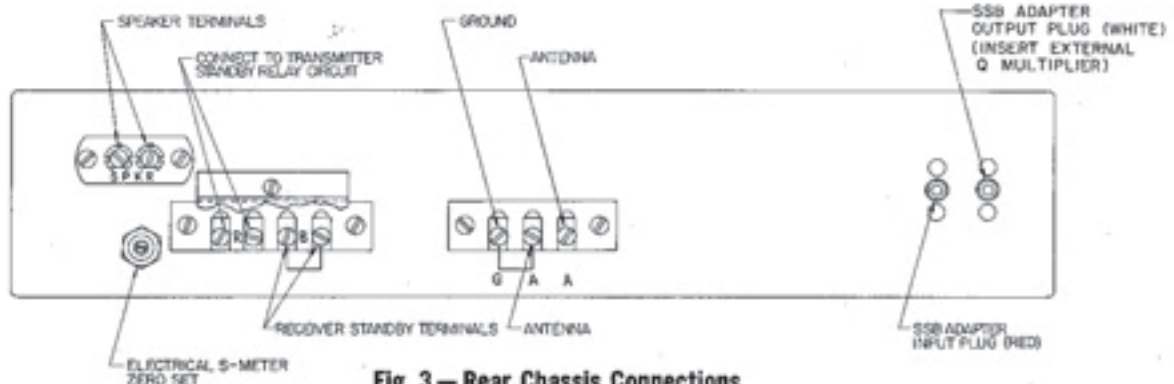 SPEAKER TERMINALS
GROUND
SSB ADAPTER
OUTPUT PLUG (WHITE)
(INSERT EXTERNAL
Q MULTIPLIER)
CONNECT TO TRANSMITTER
STANDBY RELAY CIRCUIT
ANTENNA
SPKR
R B
G A A
RECEIVER STANDBY TERMINALS
ANTENNA
SSB ADAPTER
INPUT PLUG (RED)
ELECTRICAL S-METER
ZERO SET
Fig. 3 — Rear Chassis Connections